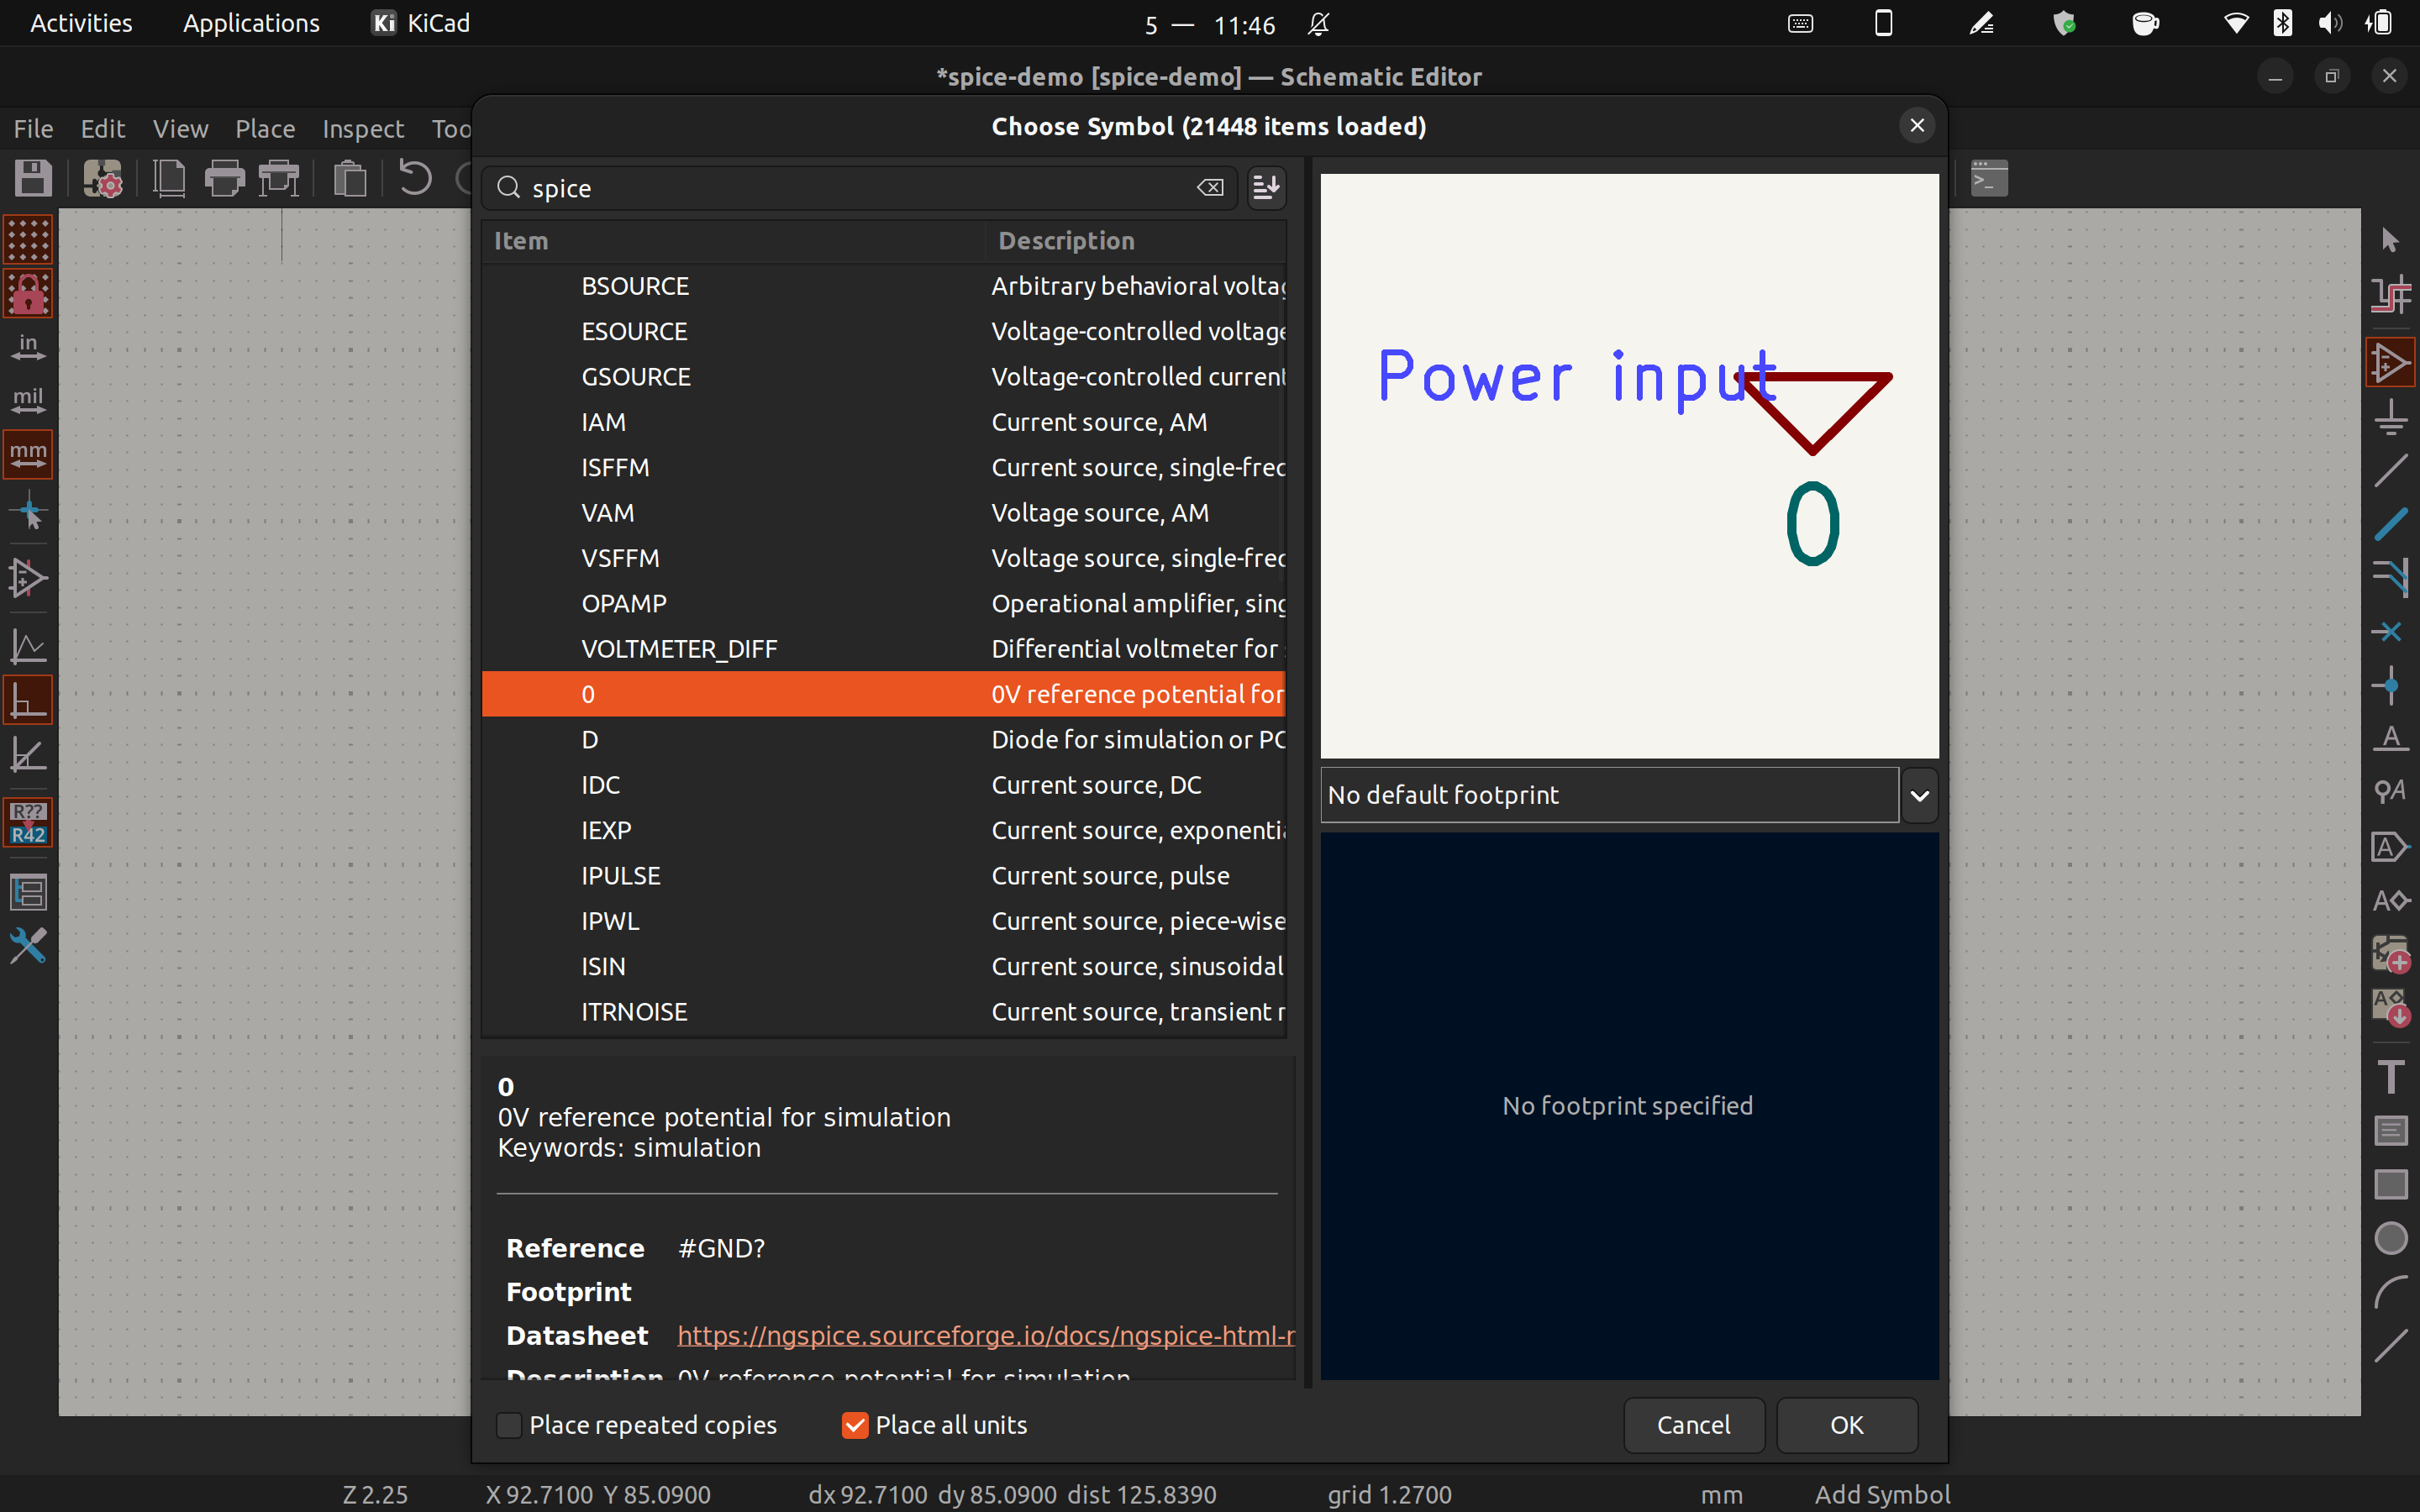 Activities Applications KiCad 5 — 11:46
*spice-demo [spice-demo] — Schematic Editor
File Edit View Place Inspect Too
Choose Symbol (21448 items loaded)
spice
Item Description
BSOURCE Arbitrary behavioral volta
ESOURCE Voltage-controlled voltage
GSOURCE Voltage-controlled current
IAM Current source, AM
ISFFM Current source, single-fre
VAM Voltage source, AM
VSFFM Voltage source, single-fre
OPAMP Operational amplifier, sing
VOLTMETER_DIFF Differential voltmeter for
0 0V reference potential for
D Diode for simulation or PC
IDC Current source, DC
IEXP Current source, exponentia
IPULSE Current source, pulse
IPWL Current source, piece-wise
ISIN Current source, sinusoidal
ITRNOISE Current source, transient
0
0V reference potential for simulation
Keywords: simulation
Reference #GND?
Footprint
Datasheet https://ngspice.sourceforge.io/docs/ngspice-html-
Description 0V reference potential for simulation
Place repeated copies Place all units
Power input
0
No default footprint
No footprint specified
Cancel OK
in
mil
mm
R??
R42
A
A
A
A
A
T
Z 2.25 X 92.7100 Y 85.0900 dx 92.7100 dy 85.0900 dist 125.8390 grid 1.2700 mm Add Symbol